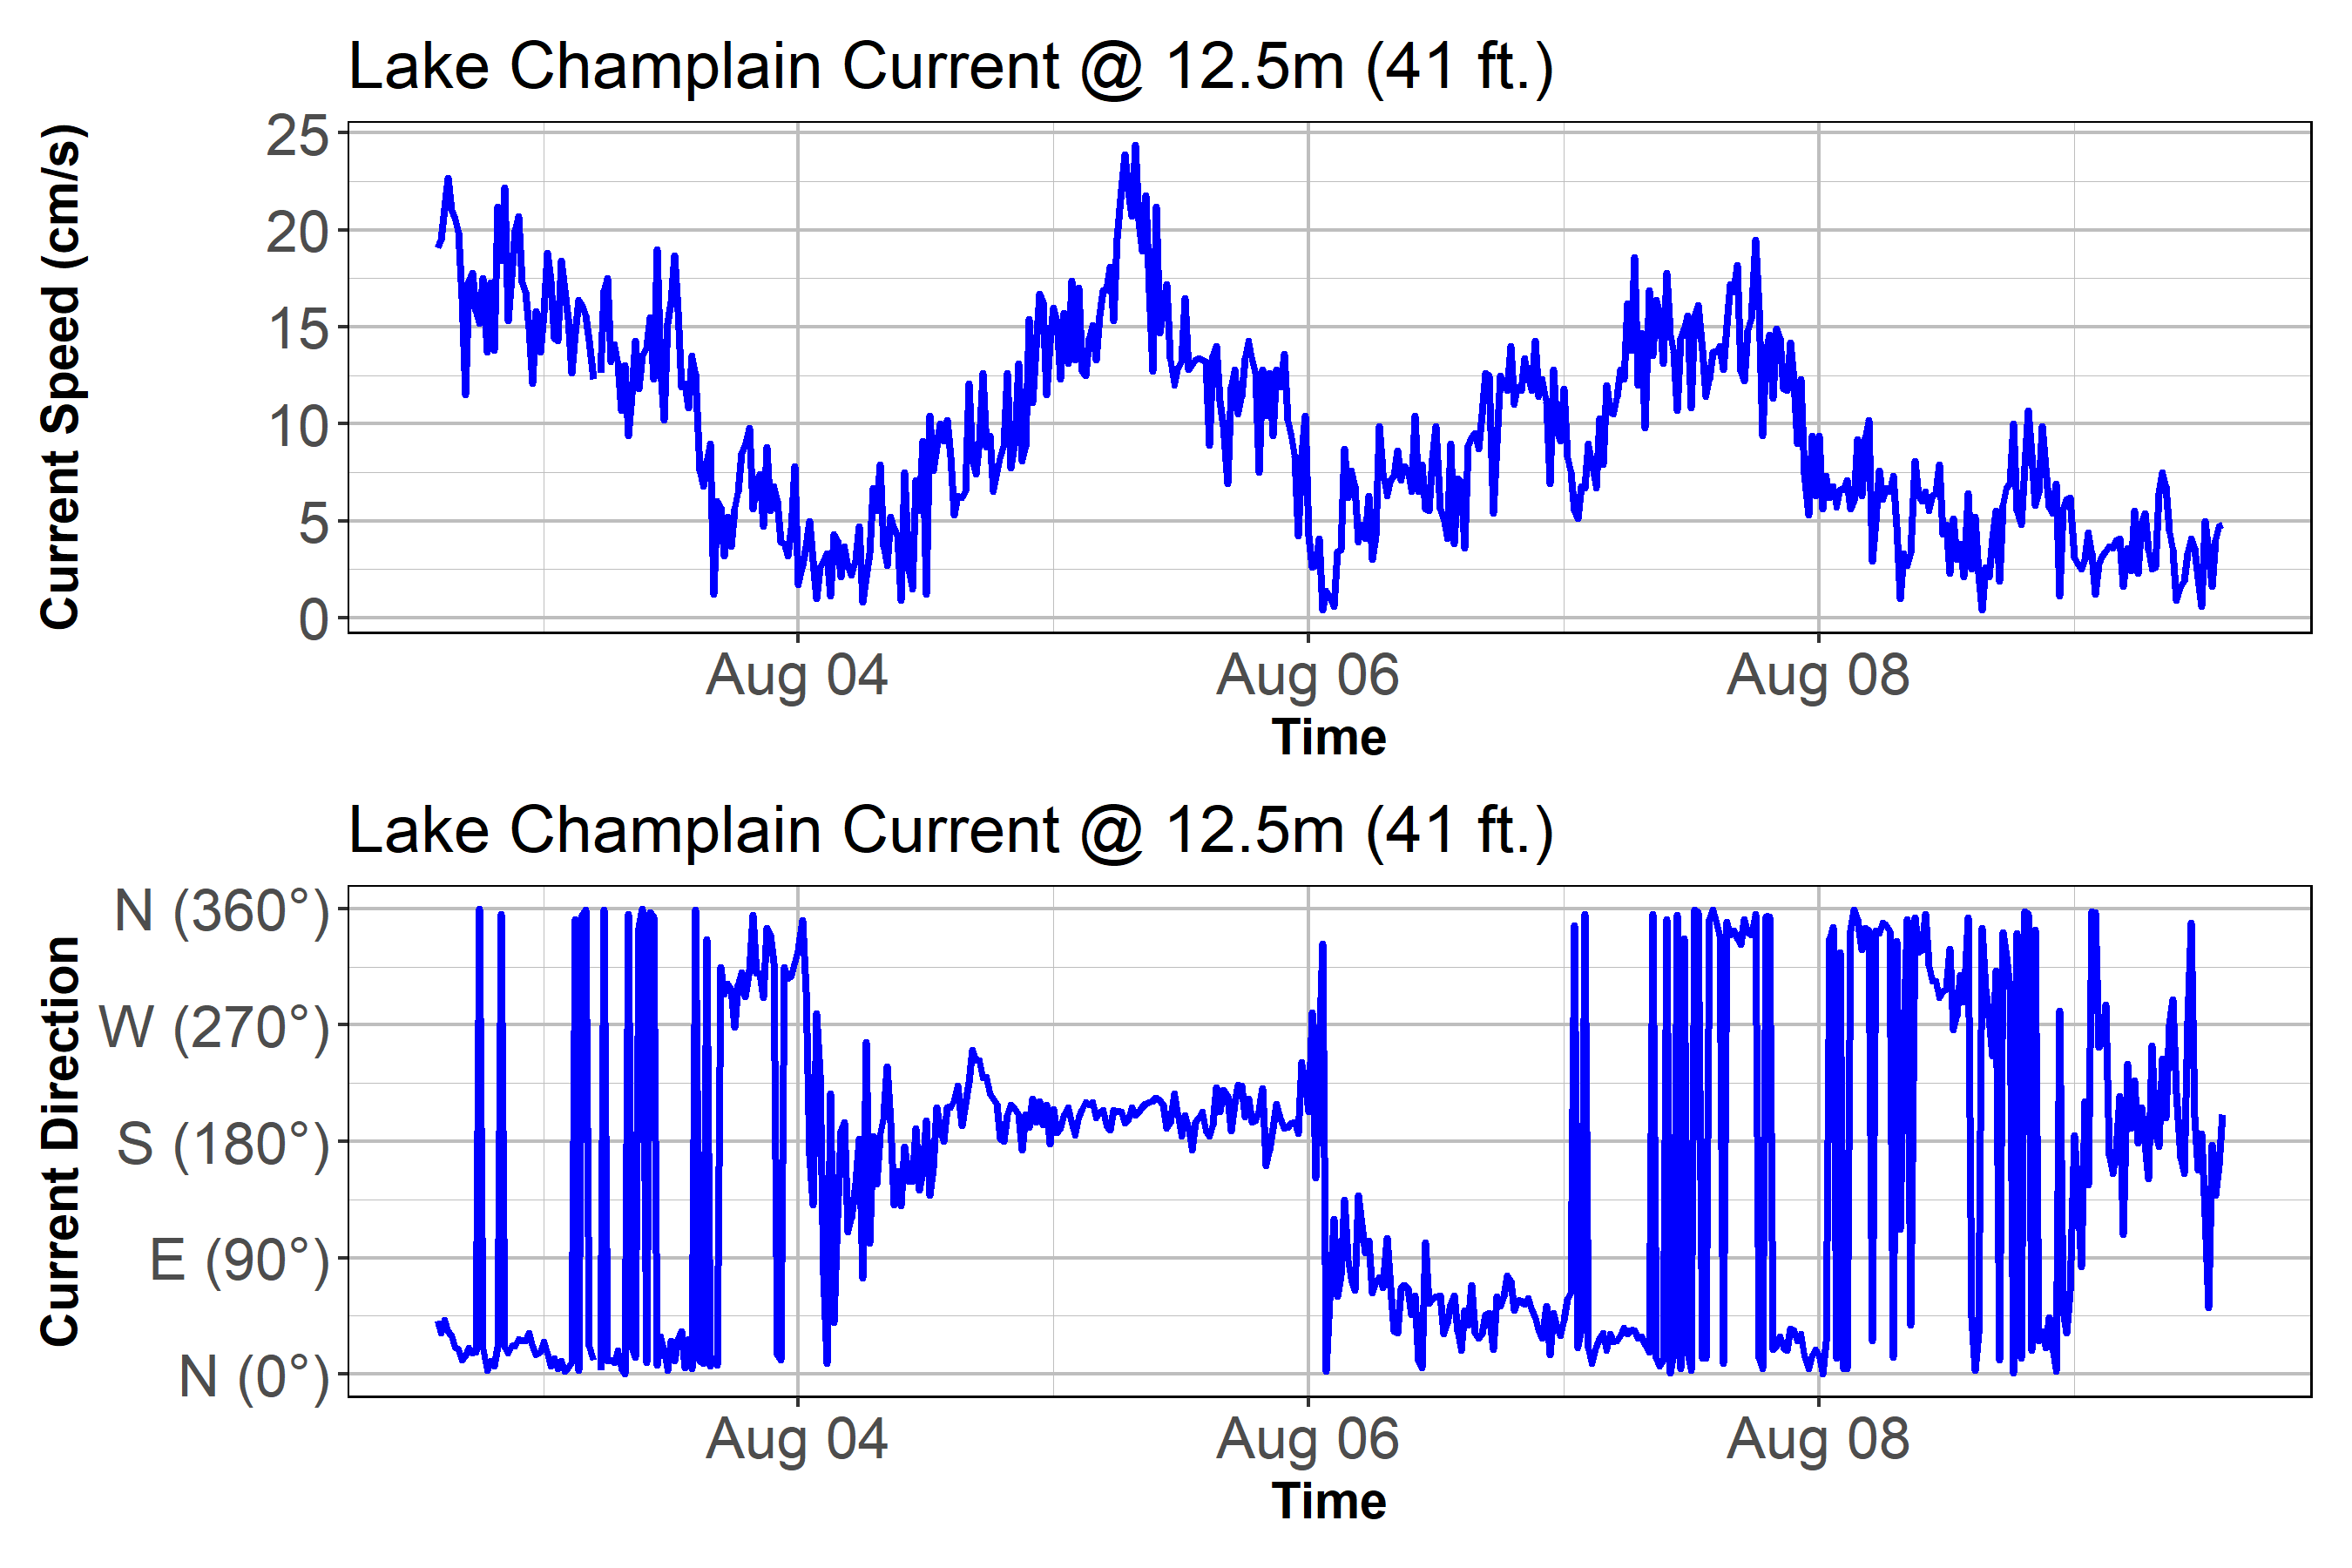 Lake Champlain Current @ 12.5m (41 ft.)
Current Speed (cm/s)
25
20
15
10
5
0
Aug 04 Aug 06 Aug 08
Time
Lake Champlain Current @ 12.5m (41 ft.)
Current Direction
N (360°)
W (270°)
S (180°)
E (90°)
N (0°)
Aug 04 Aug 06 Aug 08
Time